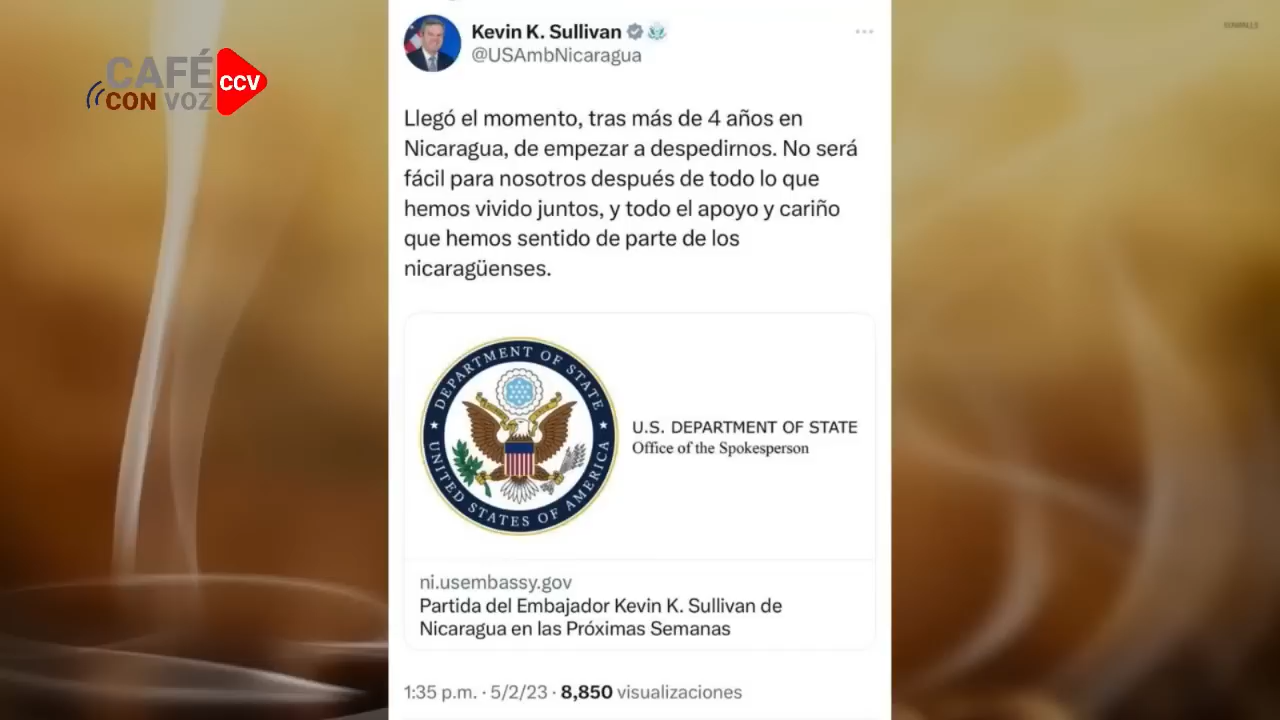 CAFÉ
CON VOZ
CCV
Kevin K. Sullivan
@USAmbNicaragua
Llegó el momento, tras más de 4 años en
Nicaragua, de empezar a despedirnos. No será
fácil para nosotros después de todo lo que
hemos vivido juntos, y todo el apoyo y cariño
que hemos sentido de parte de los
nicaragüenses.
DEPARTMENT OF STATE
UNITED STATES OF AMERICA
U.S. DEPARTMENT OF STATE
Office of the Spokesperson
ni.usembassy.gov
Partida del Embajador Kevin K. Sullivan de
Nicaragua en las Próximas Semanas
1:35 p.m. · 5/2/23 · 8,850 visualizaciones